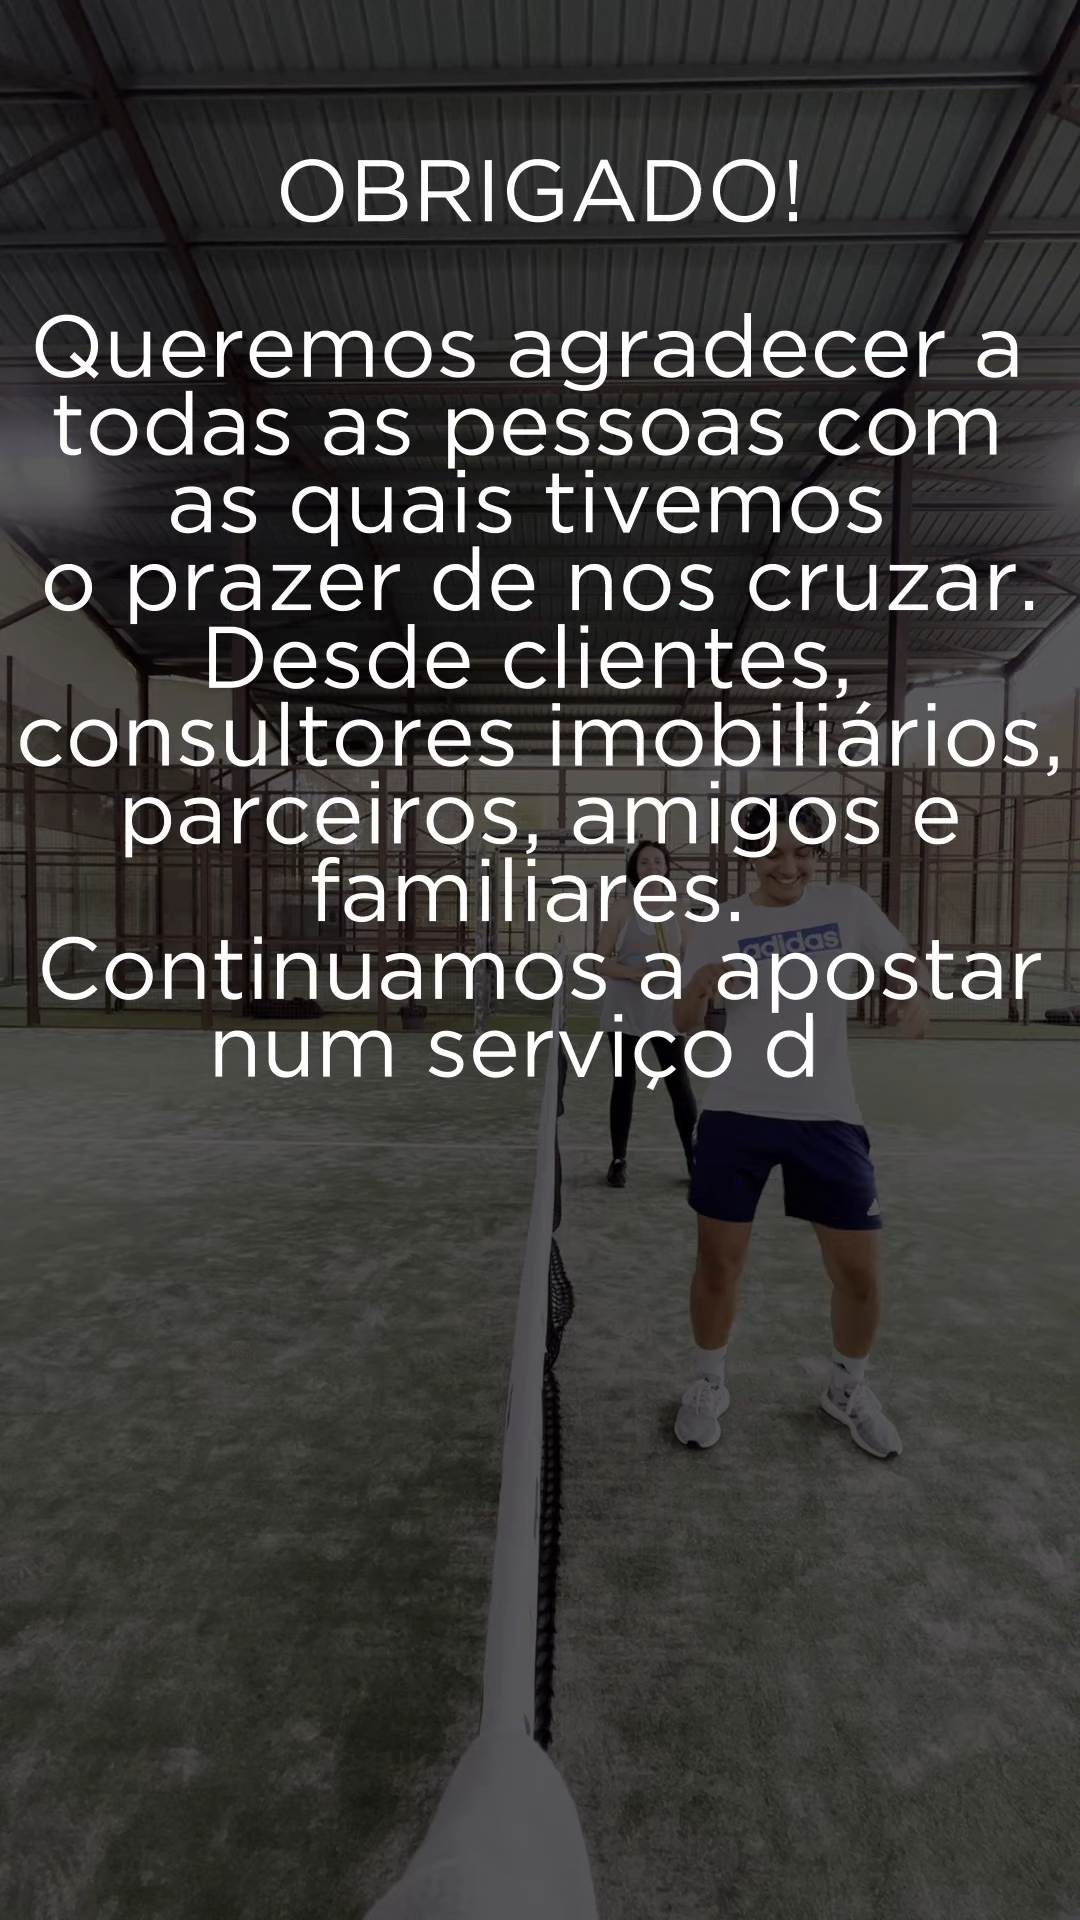 OBRIGADO!
Queremos agradecer a
todas as pessoas com
as quais tivemos
o prazer de nos cruzar.
Desde clientes,
consultores imobiliários,
parceiros, amigos e
familiares.
Continuamos a apostar
num serviço d
adidas